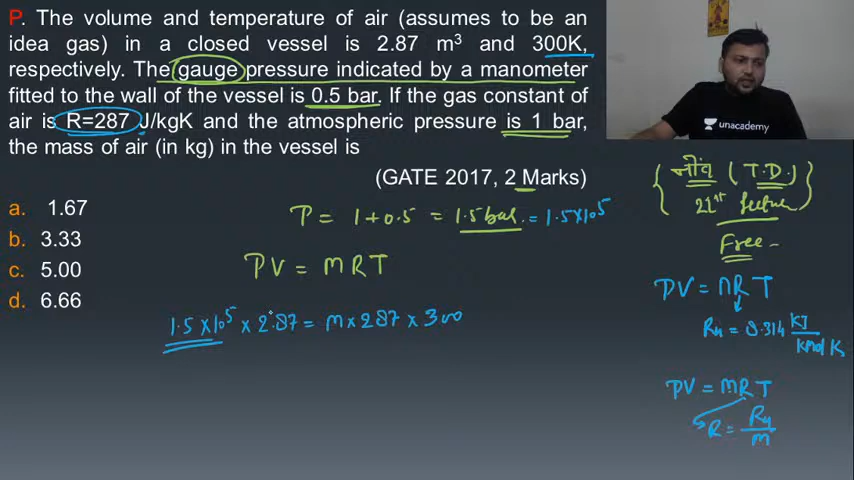 P. The volume and temperature of air (assumes to be an
idea gas) in a closed vessel is 2.87 m³ and 300K,
respectively. The gauge pressure indicated by a manometer
fitted to the wall of the vessel is 0.5 bar. If the gas constant of
air is R=287 J/kgK and the atmospheric pressure is 1 bar,
the mass of air (in kg) in the vessel is
(GATE 2017, 2 Marks)
a. 1.67
b. 3.33
c. 5.00
d. 6.66
P = 1+0.5 = 1.5 bar = 1.5×10⁵
PV = mRT
1.5×10⁵ × 2.87 = m × 287 × 300
unacademy
{ नींव ( T.D.) }
21st lecture
Free
PV = nRT
Ru = 8.314 KJ/kmol K
PV = mRT
R = Ru/m